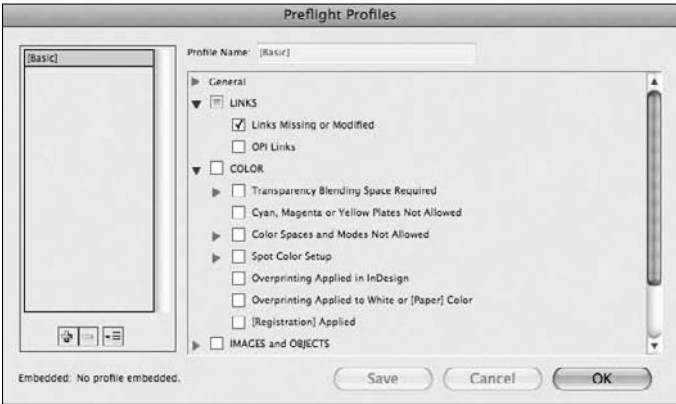 Preflight Profiles
[Basic]
Profile Name: [Basic]
General
LINKS
Links Missing or Modified
OPI Links
COLOR
Transparency Blending Space Required
Cyan, Magenta or Yellow Plates Not Allowed
Color Spaces and Modes Not Allowed
Spot Color Setup
Overprinting Applied in InDesign
Overprinting Applied to White or [Paper] Color
[Registration] Applied
IMAGES and OBJECTS
Embedded: No profile embedded.
Save
Cancel
OK